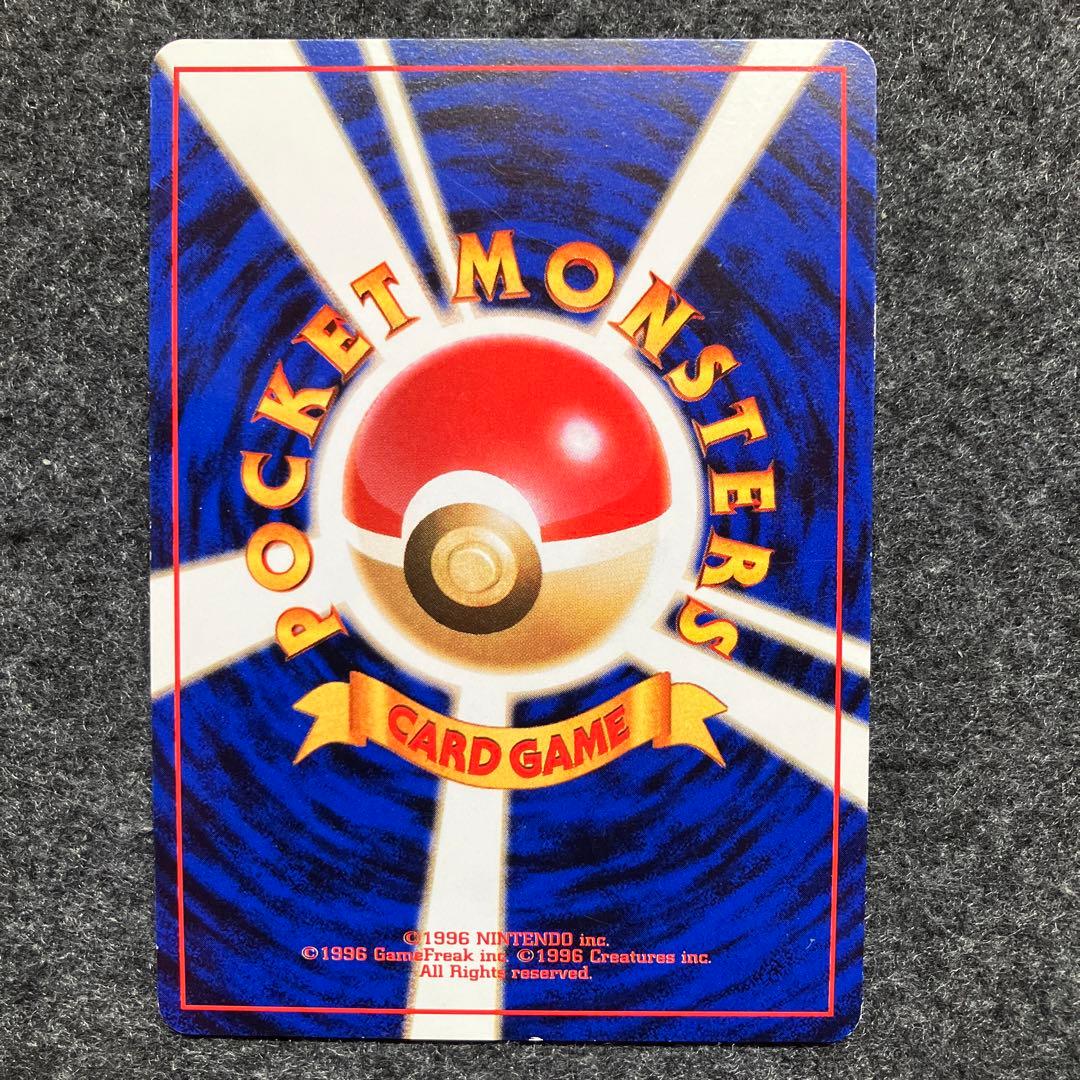 POCKET MONSTERS
CARD GAME
©1996 NINTENDO inc.
©1996 GameFreak inc. ©1996 Creatures inc.
All Rights reserved.